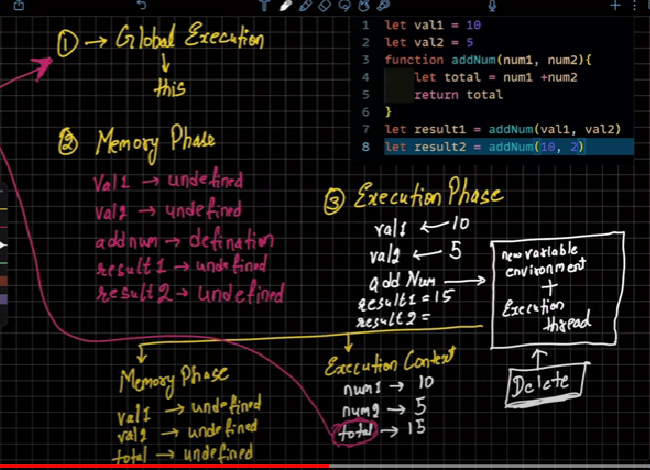 ① → Global Execution
↓
this
1 let val1 = 10
2 let val2 = 5
3 function addNum(num1, num2){
4 let total = num1 +num2
5 return total
6 }
7 let result1 = addNum(val1, val2)
8 let result2 = addNum(10, 2)
② Memory Phase
val1 → undefined
val2 → undefined
addnum → defination
result1 → undefined
result2 → undefined
③ Execution Phase
val1 ← 10
val2 ← 5
addNum →
result1 = 15
result2 =
new variable
environment
+
Execution
thread
Delete
Memory Phase
val1 → undefined
val2 → undefined
total → undefined
Execution Context
num1 → 10
num2 → 5
total → 15